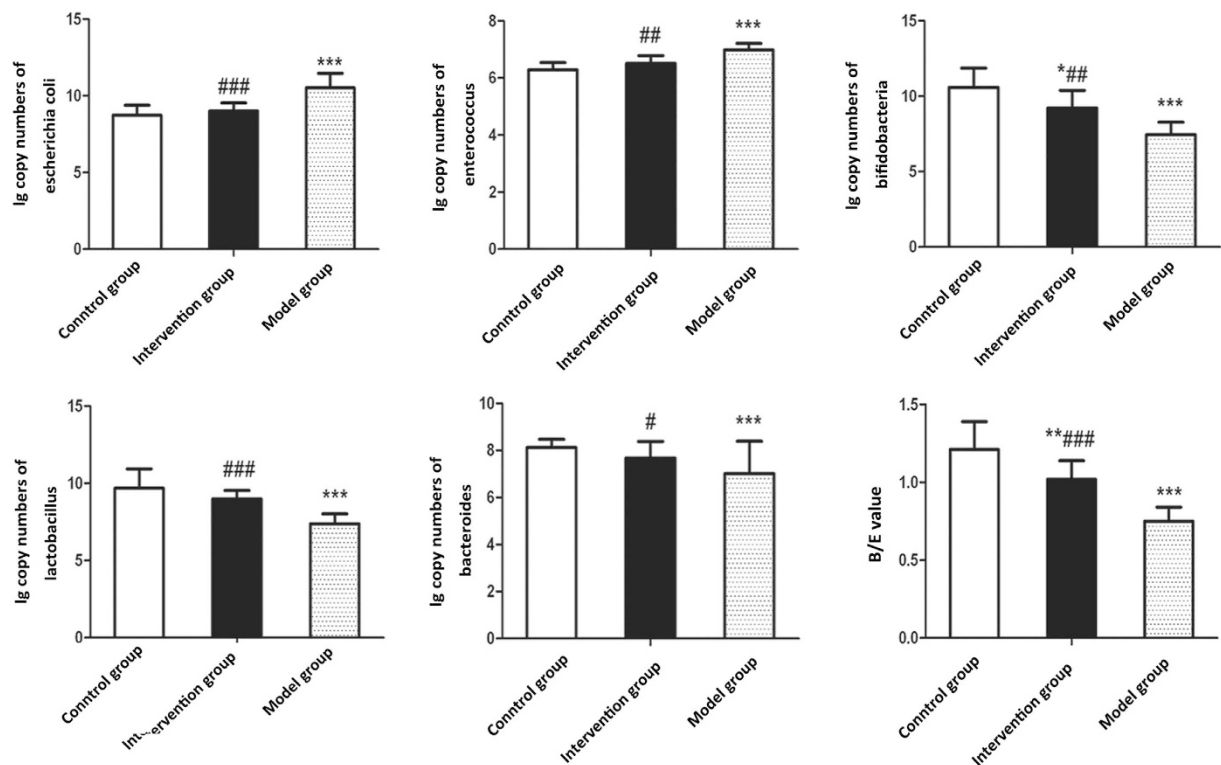 lg copy numbers of
escherichia coli
15
10
5
0
###
***
Conntrol group
Intervention group
Model group
lg copy numbers of
enterococcus
8
6
4
2
0
##
***
Conntrol group
Intervention group
Model group
lg copy numbers of
bifidobacteria
15
10
5
0
*##
***
Conntrol group
Intervention group
Model group
lg copy numbers of
lactobacillus
15
10
5
0
###
***
Conntrol group
Intervention group
Model group
lg copy numbers of
bacteroides
10
8
6
4
2
0
#
***
Conntrol group
Intervention group
Model group
B/E value
1.5
1.0
0.5
0.0
**###
***
Conntrol group
Intervention group
Model group